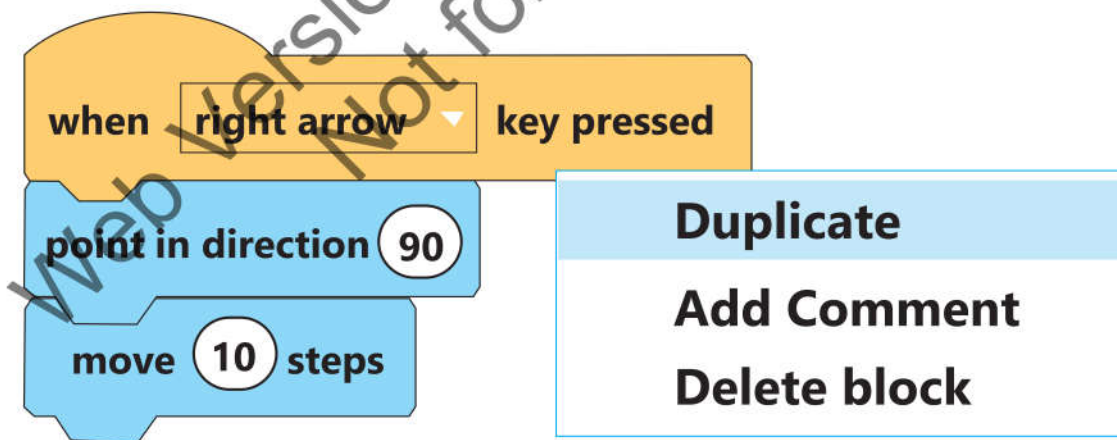 when right arrow key pressed
point in direction 90
move 10 steps
Duplicate
Add Comment
Delete block
Web Versio
Not fo